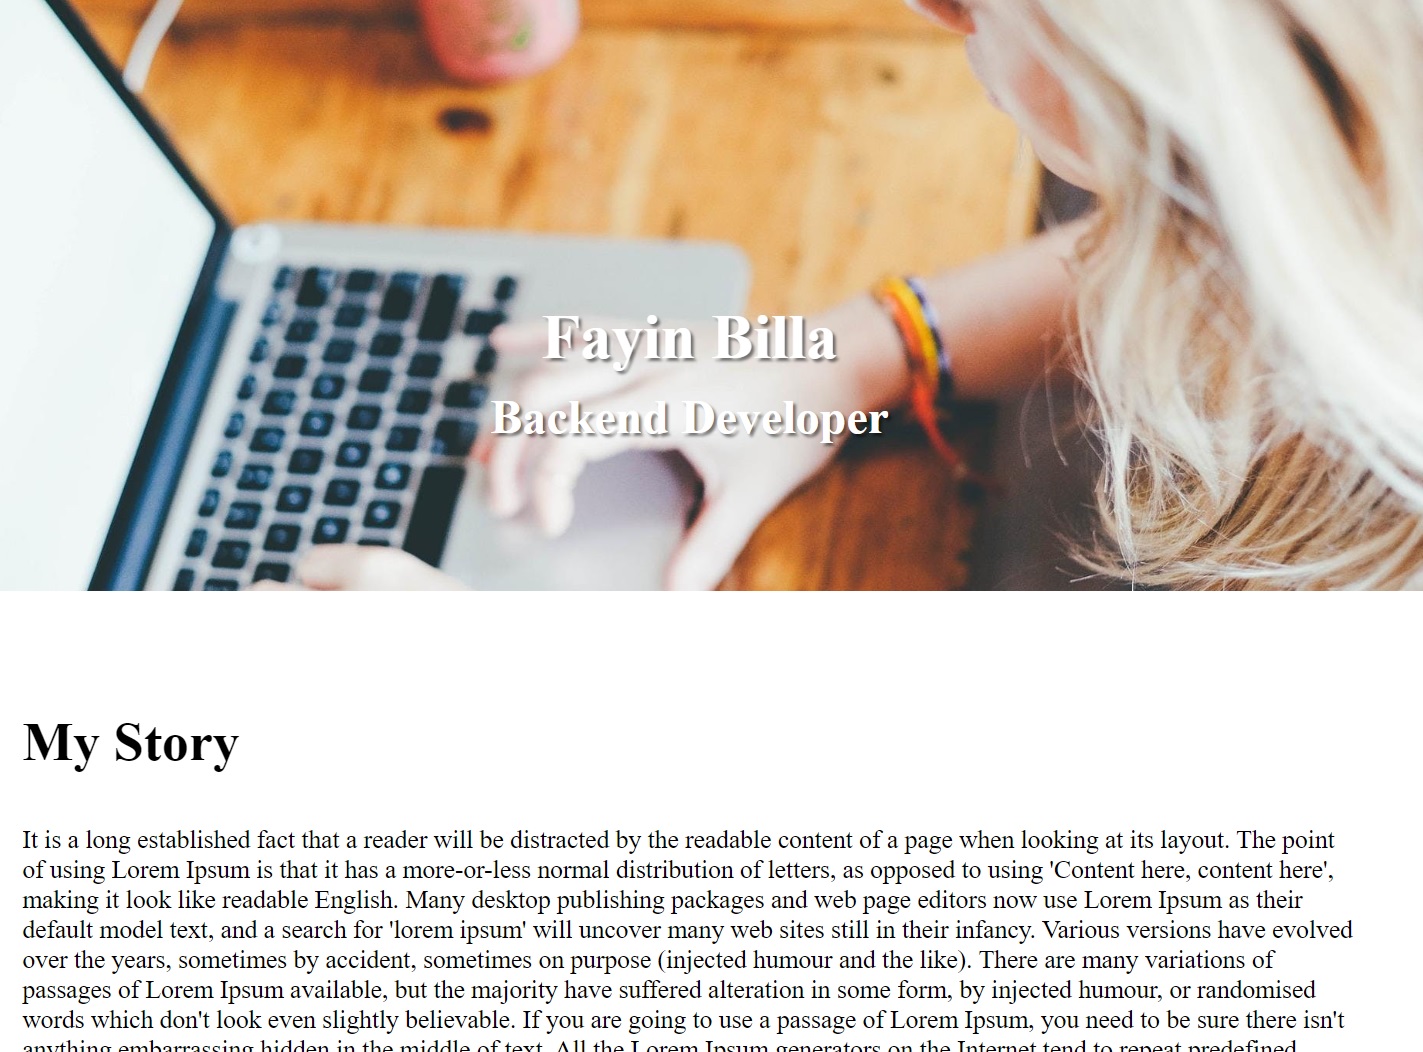 Fayin Billa
Backend Developer
My Story
It is a long established fact that a reader will be distracted by the readable content of a page when looking at its layout. The point
of using Lorem Ipsum is that it has a more-or-less normal distribution of letters, as opposed to using 'Content here, content here',
making it look like readable English. Many desktop publishing packages and web page editors now use Lorem Ipsum as their
default model text, and a search for 'lorem ipsum' will uncover many web sites still in their infancy. Various versions have evolved
over the years, sometimes by accident, sometimes on purpose (injected humour and the like). There are many variations of
passages of Lorem Ipsum available, but the majority have suffered alteration in some form, by injected humour, or randomised
words which don't look even slightly believable. If you are going to use a passage of Lorem Ipsum, you need to be sure there isn't
anything embarrassing hidden in the middle of text. All the Lorem Ipsum generators on the Internet tend to repeat predefined